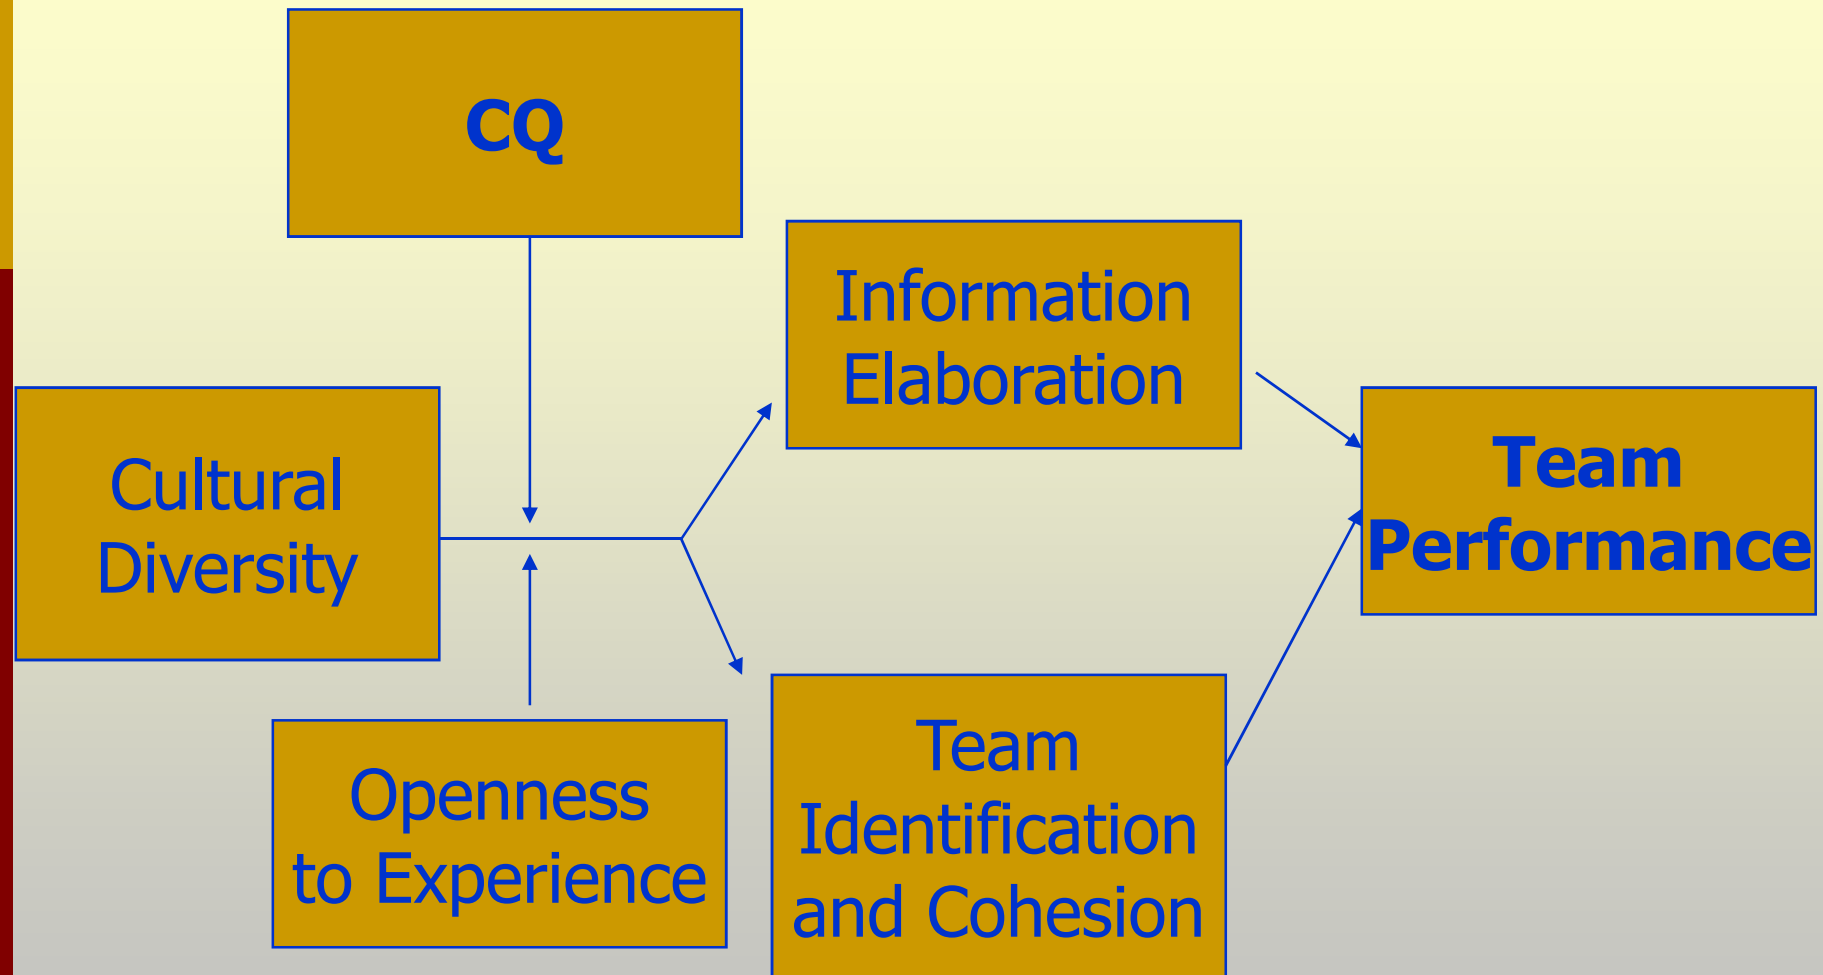 CQ
Information
Elaboration
Cultural
Diversity
Team
Performance
Openness
to Experience
Team
Identification
and Cohesion